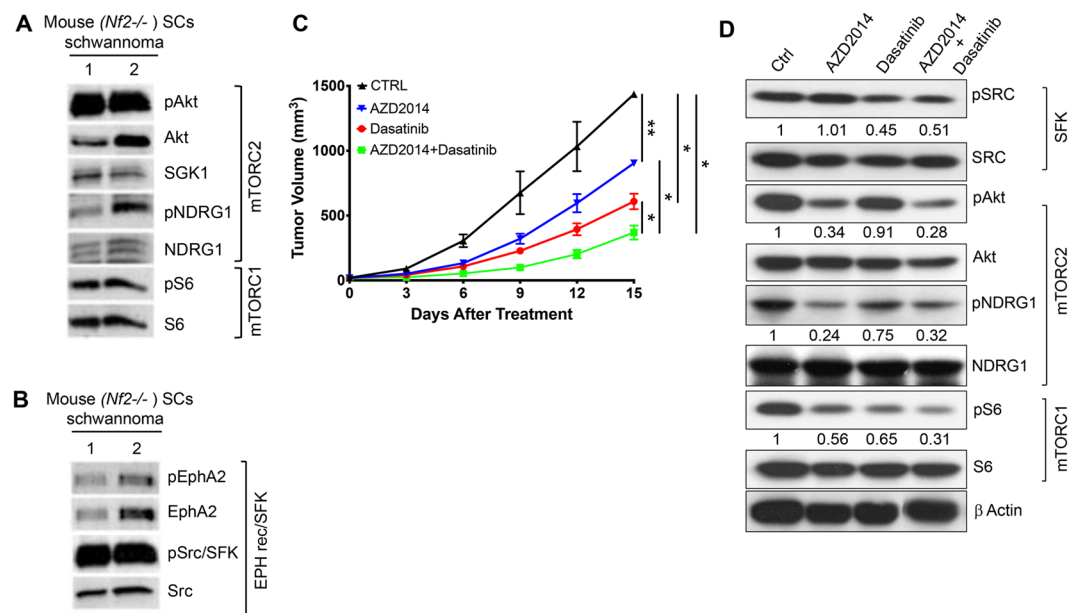 A
Mouse (Nf2-/- ) SCs
schwannoma
1 2
pAkt
Akt
SGK1
pNDRG1
NDRG1
mTORC2
pS6
S6
mTORC1
B
Mouse (Nf2-/- ) SCs
schwannoma
1 2
pEphA2
EphA2
pSrc/SFK
Src
EPH rec/SFK
C
Tumor Volume (mm3)
1500
1000
500
0
0 3 6 9 12 15
Days After Treatment
CTRL
AZD2014
Dasatinib
AZD2014+Dasatinib
**
*
*
*
*
D
Ctrl
AZD2014
Dasatinib
AZD2014
+
Dasatinib
pSRC
1 1.01 0.45 0.51
SRC
SFK
pAkt
1 0.34 0.91 0.28
Akt
pNDRG1
1 0.24 0.75 0.32
NDRG1
mTORC2
pS6
1 0.56 0.65 0.31
S6
mTORC1
β Actin